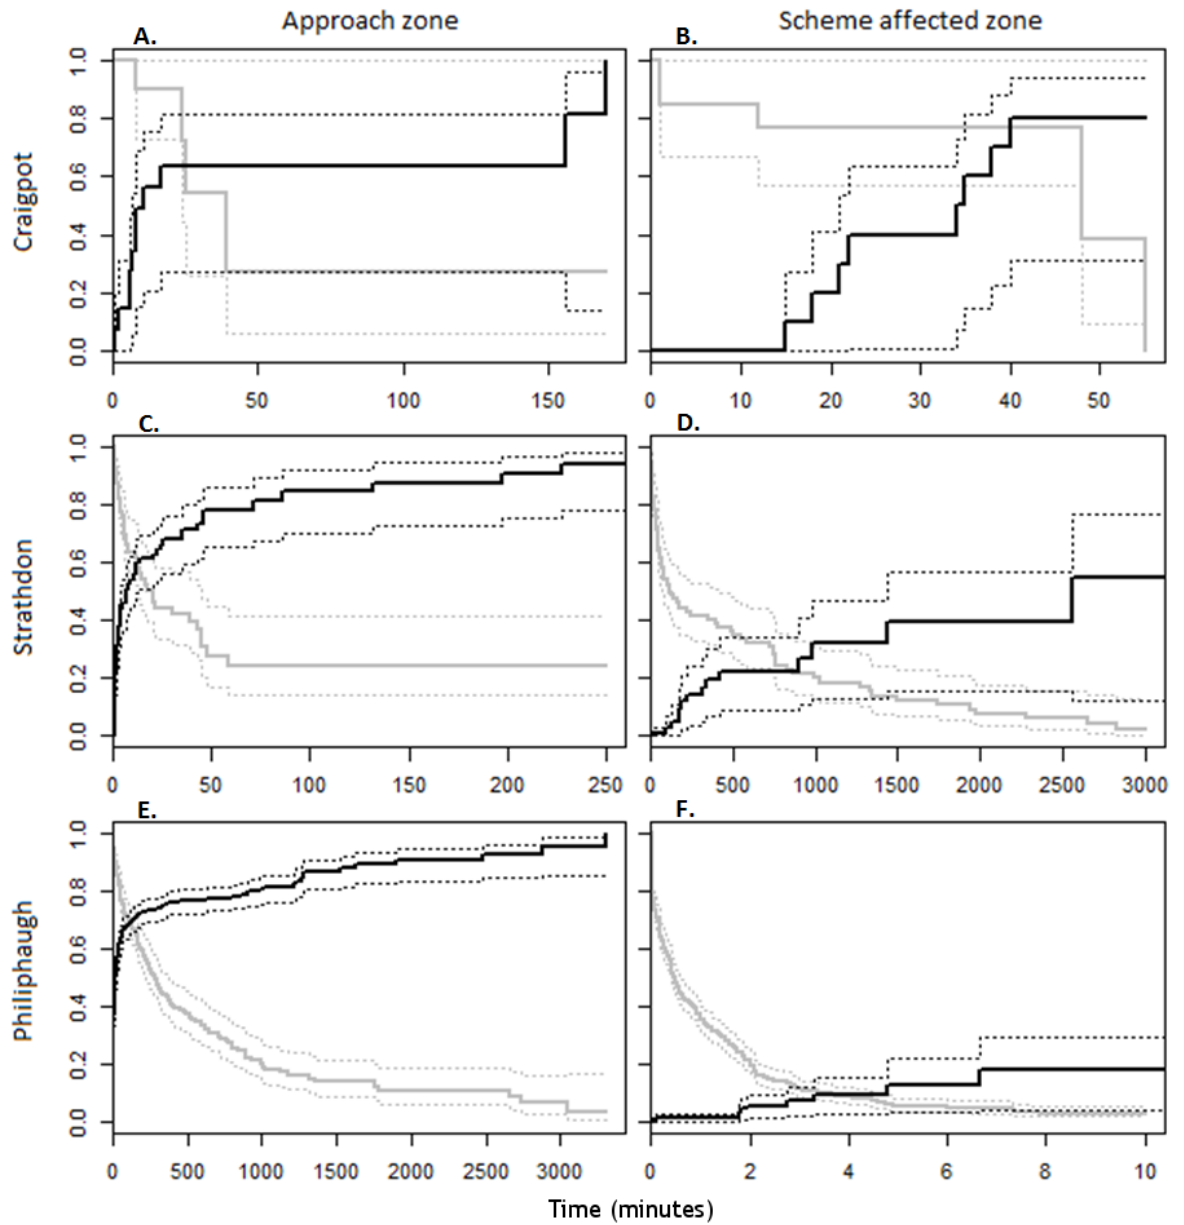 Approach zone Scheme affected zone
A. B.
Craigpot
0.0 0.2 0.4 0.6 0.8 1.0
0 50 100 150 0 10 20 30 40 50
C. D.
Strathdon
0.0 0.2 0.4 0.6 0.8 1.0
0 50 100 150 200 250 0 500 1000 1500 2000 2500 3000
E. F.
Philiphaugh
0.0 0.2 0.4 0.6 0.8 1.0
0 500 1000 1500 2000 2500 3000 0 2 4 6 8 10
Time (minutes)